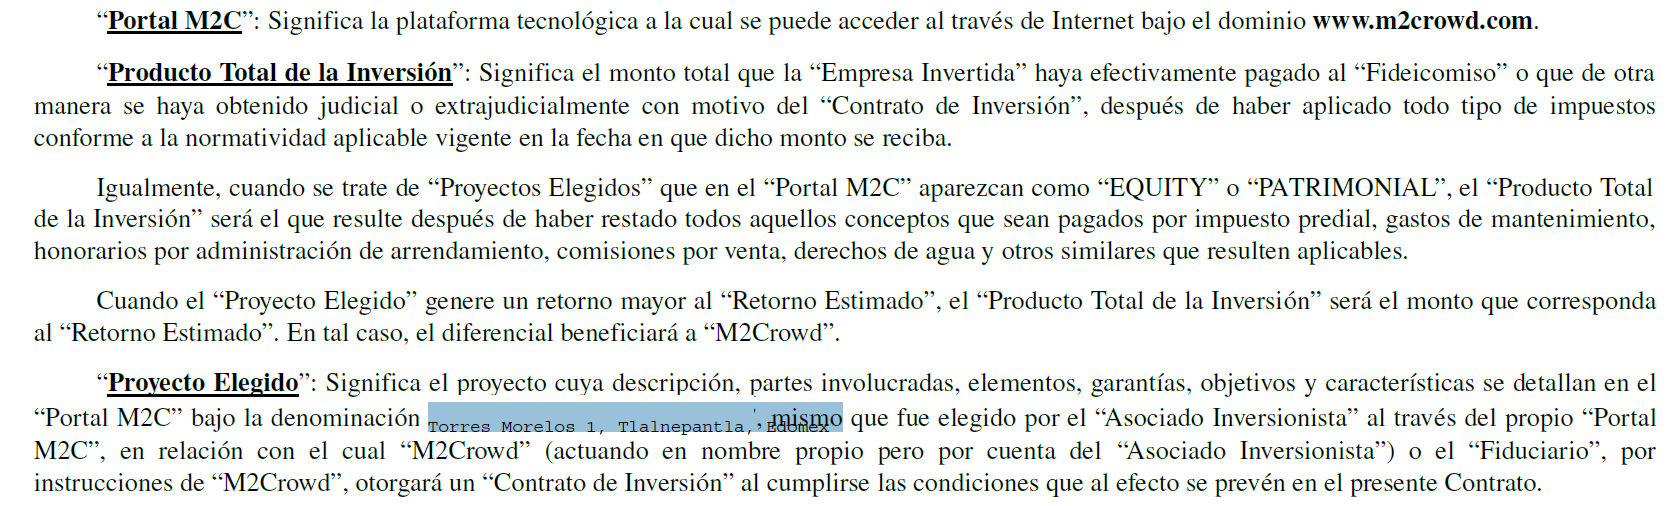 “Portal M2C”: Significa la plataforma tecnológica a la cual se puede acceder al través de Internet bajo el dominio www.m2crowd.com.
“Producto Total de la Inversión”: Significa el monto total que la “Empresa Invertida” haya efectivamente pagado al “Fideicomiso” o que de otra
manera se haya obtenido judicial o extrajudicialmente con motivo del “Contrato de Inversión”, después de haber aplicado todo tipo de impuestos
conforme a la normatividad aplicable vigente en la fecha en que dicho monto se reciba.
Igualmente, cuando se trate de “Proyectos Elegidos” que en el “Portal M2C” aparezcan como “EQUITY” o “PATRIMONIAL”, el “Producto Total
de la Inversión” será el que resulte después de haber restado todos aquellos conceptos que sean pagados por impuesto predial, gastos de mantenimiento,
honorarios por administración de arrendamiento, comisiones por venta, derechos de agua y otros similares que resulten aplicables.
Cuando el “Proyecto Elegido” genere un retorno mayor al “Retorno Estimado”, el “Producto Total de la Inversión” será el monto que corresponda
al “Retorno Estimado”. En tal caso, el diferencial beneficiará a “M2Crowd”.
“Proyecto Elegido”: Significa el proyecto cuya descripción, partes involucradas, elementos, garantías, objetivos y características se detallan en el
“Portal M2C” bajo la denominación Torres Morelos 1, Tlalnepantla, Edomex ’, mismo que fue elegido por el “Asociado Inversionista” al través del propio “Portal
M2C”, en relación con el cual “M2Crowd” (actuando en nombre propio pero por cuenta del “Asociado Inversionista”) o el “Fiduciario”, por
instrucciones de “M2Crowd”, otorgará un “Contrato de Inversión” al cumplirse las condiciones que al efecto se prevén en el presente Contrato.